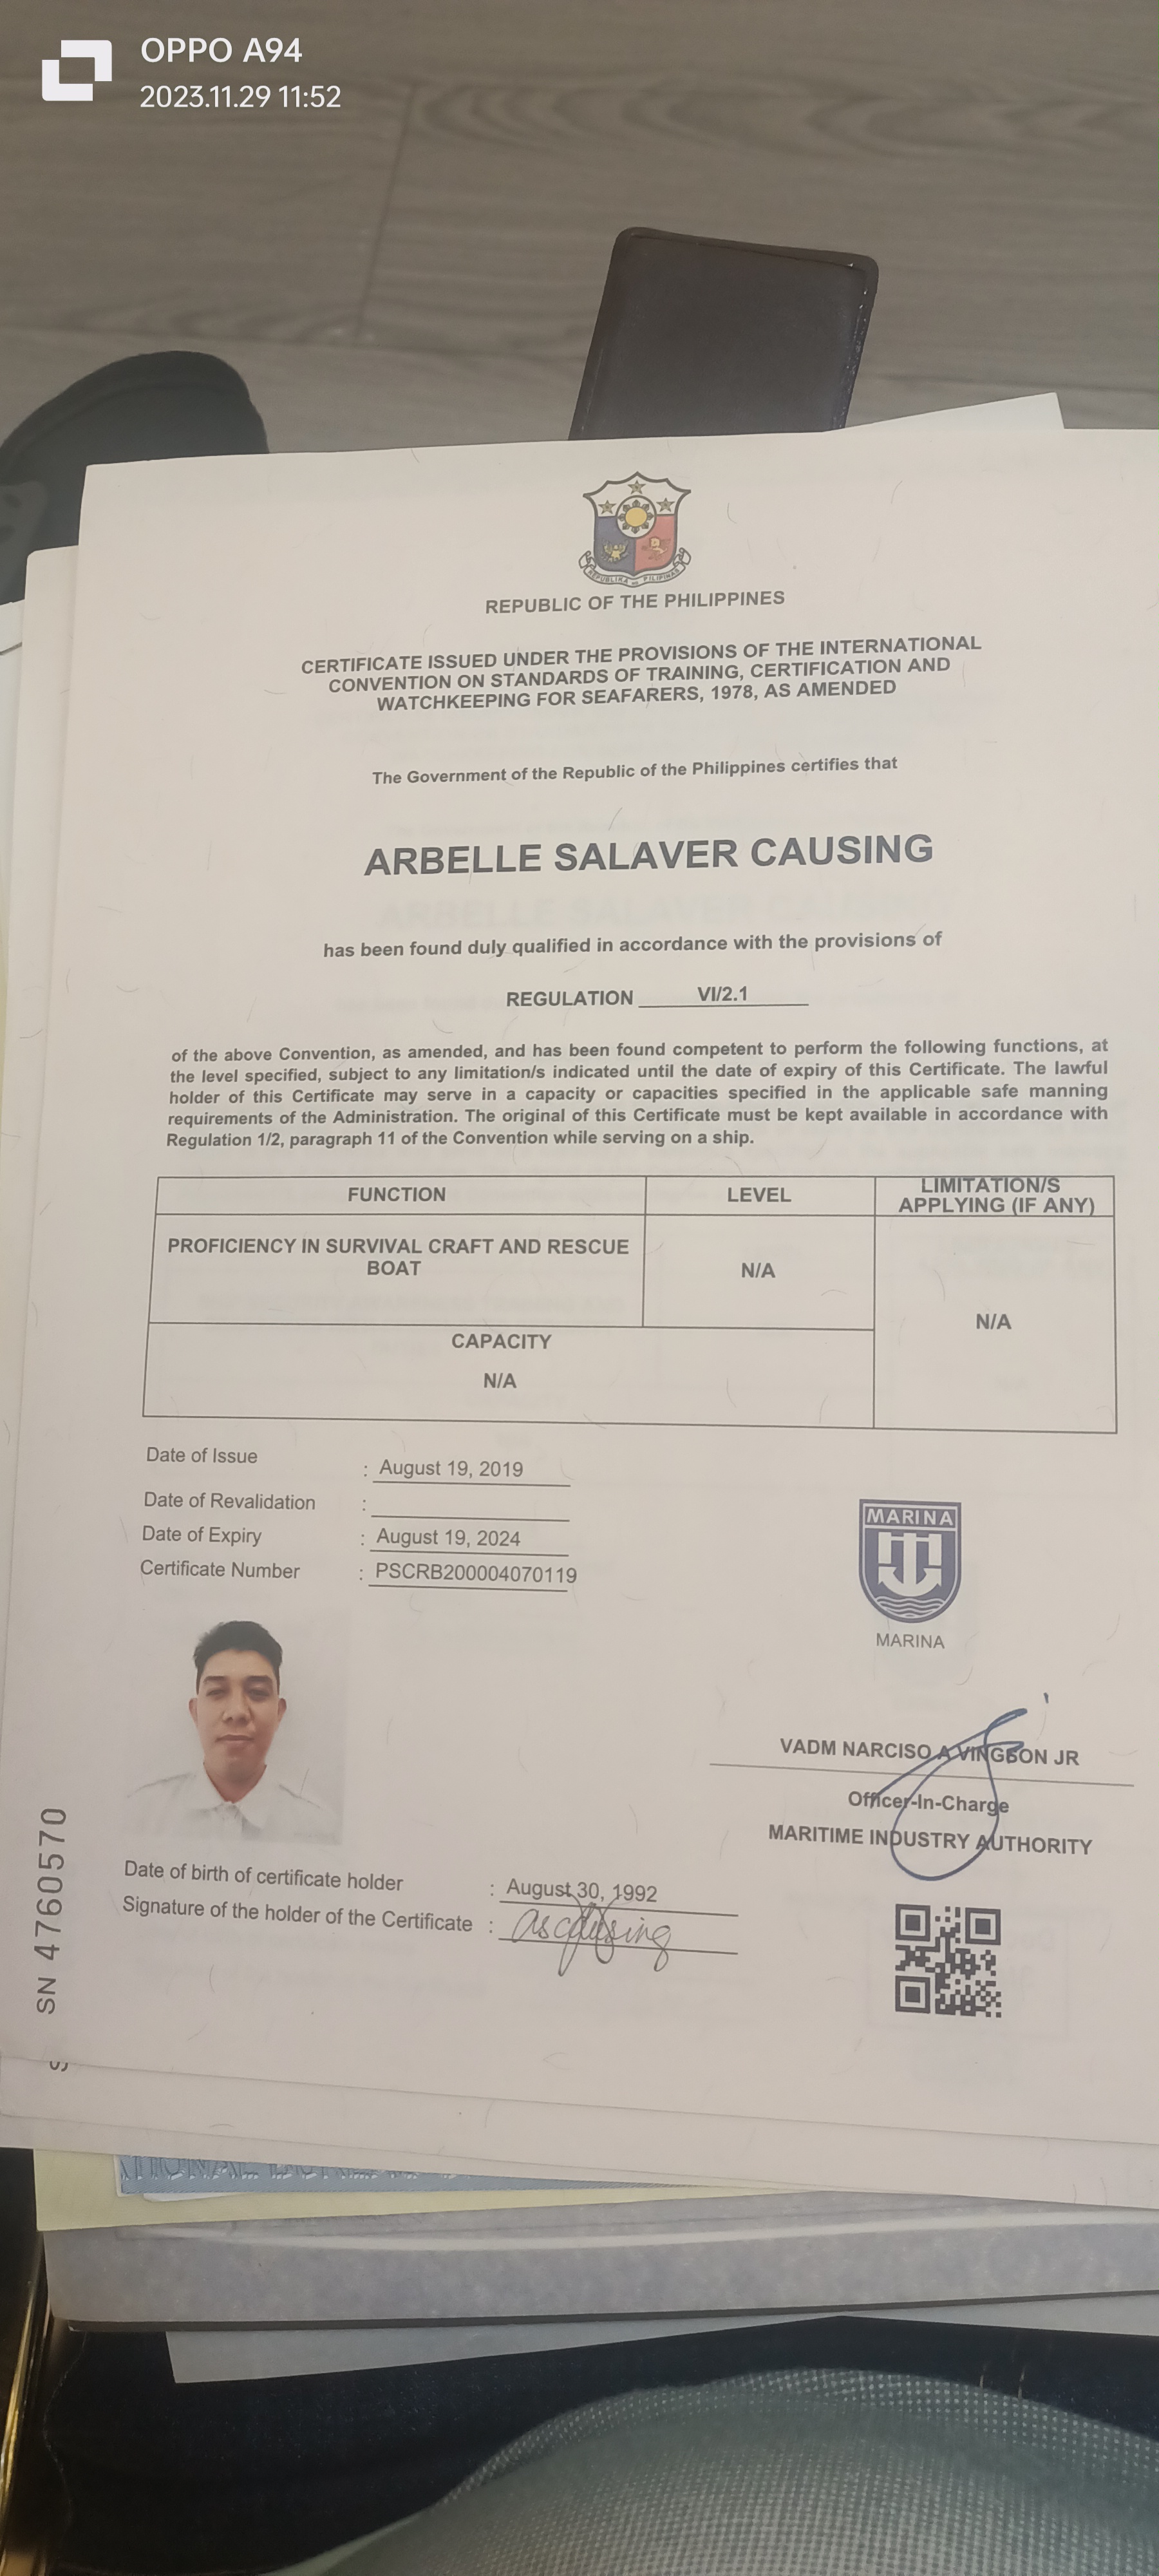 OPPO A94
2023.11.29 11:52
REPUBLIKA NG PILIPINAS
REPUBLIC OF THE PHILIPPINES
CERTIFICATE ISSUED UNDER THE PROVISIONS OF THE INTERNATIONAL
CONVENTION ON STANDARDS OF TRAINING, CERTIFICATION AND
WATCHKEEPING FOR SEAFARERS, 1978, AS AMENDED
The Government of the Republic of the Philippines certifies that
ARBELLE SALAVER CAUSING
has been found duly qualified in accordance with the provisions of
REGULATION VI/2.1
of the above Convention, as amended, and has been found competent to perform the following functions, at
the level specified, subject to any limitation/s indicated until the date of expiry of this Certificate. The lawful
holder of this Certificate may serve in a capacity or capacities specified in the applicable safe manning
requirements of the Administration. The original of this Certificate must be kept available in accordance with
Regulation 1/2, paragraph 11 of the Convention while serving on a ship.
FUNCTION LEVEL LIMITATION/S
APPLYING (IF ANY)
PROFICIENCY IN SURVIVAL CRAFT AND RESCUE
BOAT
N/A
N/A
CAPACITY
N/A
Date of Issue : August 19, 2019
Date of Revalidation :
Date of Expiry : August 19, 2024
Certificate Number : PSCRB200004070119
MARINA
MARINA
VADM NARCISO A VINGSON JR
Officer-In-Charge
MARITIME INDUSTRY AUTHORITY
Date of birth of certificate holder : August 30, 1992
Signature of the holder of the Certificate :
SN 4760570